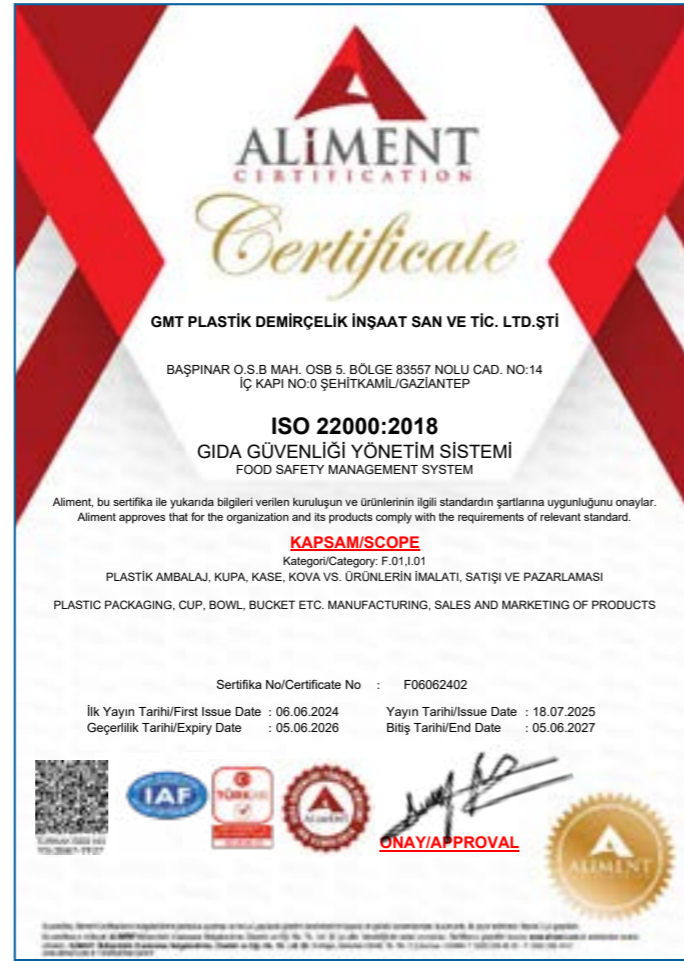 ALiMENT
CERTIFICATION
Certificate
GMT PLASTİK DEMİRÇELİK İNŞAAT SAN VE TİC. LTD.ŞTİ
BAŞPINAR O.S.B MAH. OSB 5. BÖLGE 83557 NOLU CAD. NO:14
İÇ KAPI NO:0 ŞEHİTKAMİL/GAZİANTEP
ISO 22000:2018
GIDA GÜVENLİĞİ YÖNETİM SİSTEMİ
FOOD SAFETY MANAGEMENT SYSTEM
Aliment, bu sertifika ile yukarıda bilgileri verilen kuruluşun ve ürünlerinin ilgili standardın şartlarına uygunluğunu onaylar.
Aliment approves that for the organization and its products comply with the requirements of relevant standard.
KAPSAM/SCOPE
Kategori/Category: F.01,I.01
PLASTİK AMBALAJ, KUPA, KASE, KOVA VS. ÜRÜNLERİN İMALATI, SATIŞI VE PAZARLAMASI
PLASTIC PACKAGING, CUP, BOWL, BUCKET ETC. MANUFACTURING, SALES AND MARKETING OF PRODUCTS
Sertifika No/Certificate No : F06062402
İlk Yayın Tarihi/First Issue Date : 06.06.2024 Yayın Tarihi/Issue Date : 18.07.2025
Geçerlilik Tarihi/Expiry Date : 05.06.2026 Bitiş Tarihi/End Date : 05.06.2027
IAF
TÜRKAK
ALiMENT
ONAY/APPROVAL
ALiMENT